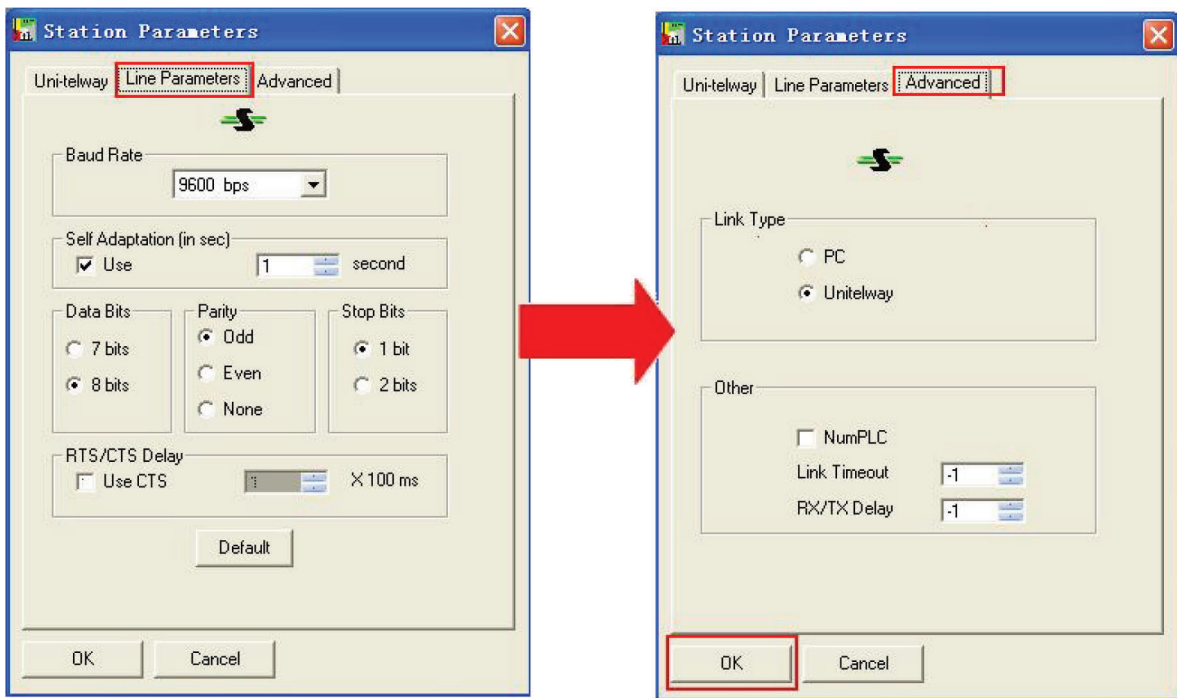 Station Parameters
Uni-telway Line Parameters Advanced
Baud Rate
9600 bps
Self Adaptation (in sec)
Use 1 second
Data Bits
7 bits
8 bits
Parity
Odd
Even
None
Stop Bits
1 bit
2 bits
RTS/CTS Delay
Use CTS 1 X 100 ms
Default
OK Cancel
Station Parameters
Uni-telway Line Parameters Advanced
Link Type
PC
Unitelway
Other
NumPLC
Link Timeout -1
RX/TX Delay -1
OK Cancel